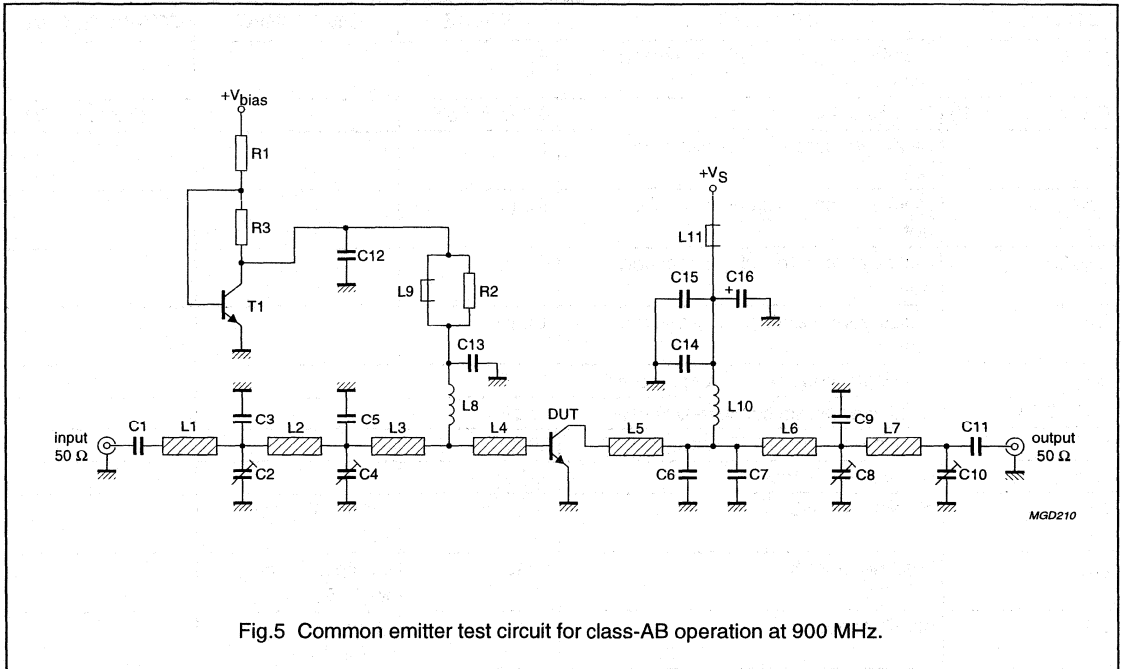 +Vbias
R1
R3
T1
C12
L9
R2
C13
L8
+VS
L11
C15
C16
+
C14
L10
input
50 Ω
C1
L1
C3
C2
L2
C5
C4
L3
L4
DUT
L5
C6
C7
L6
C9
C8
L7
C10
C11
output
50 Ω
MGD210
Fig.5 Common emitter test circuit for class-AB operation at 900 MHz.